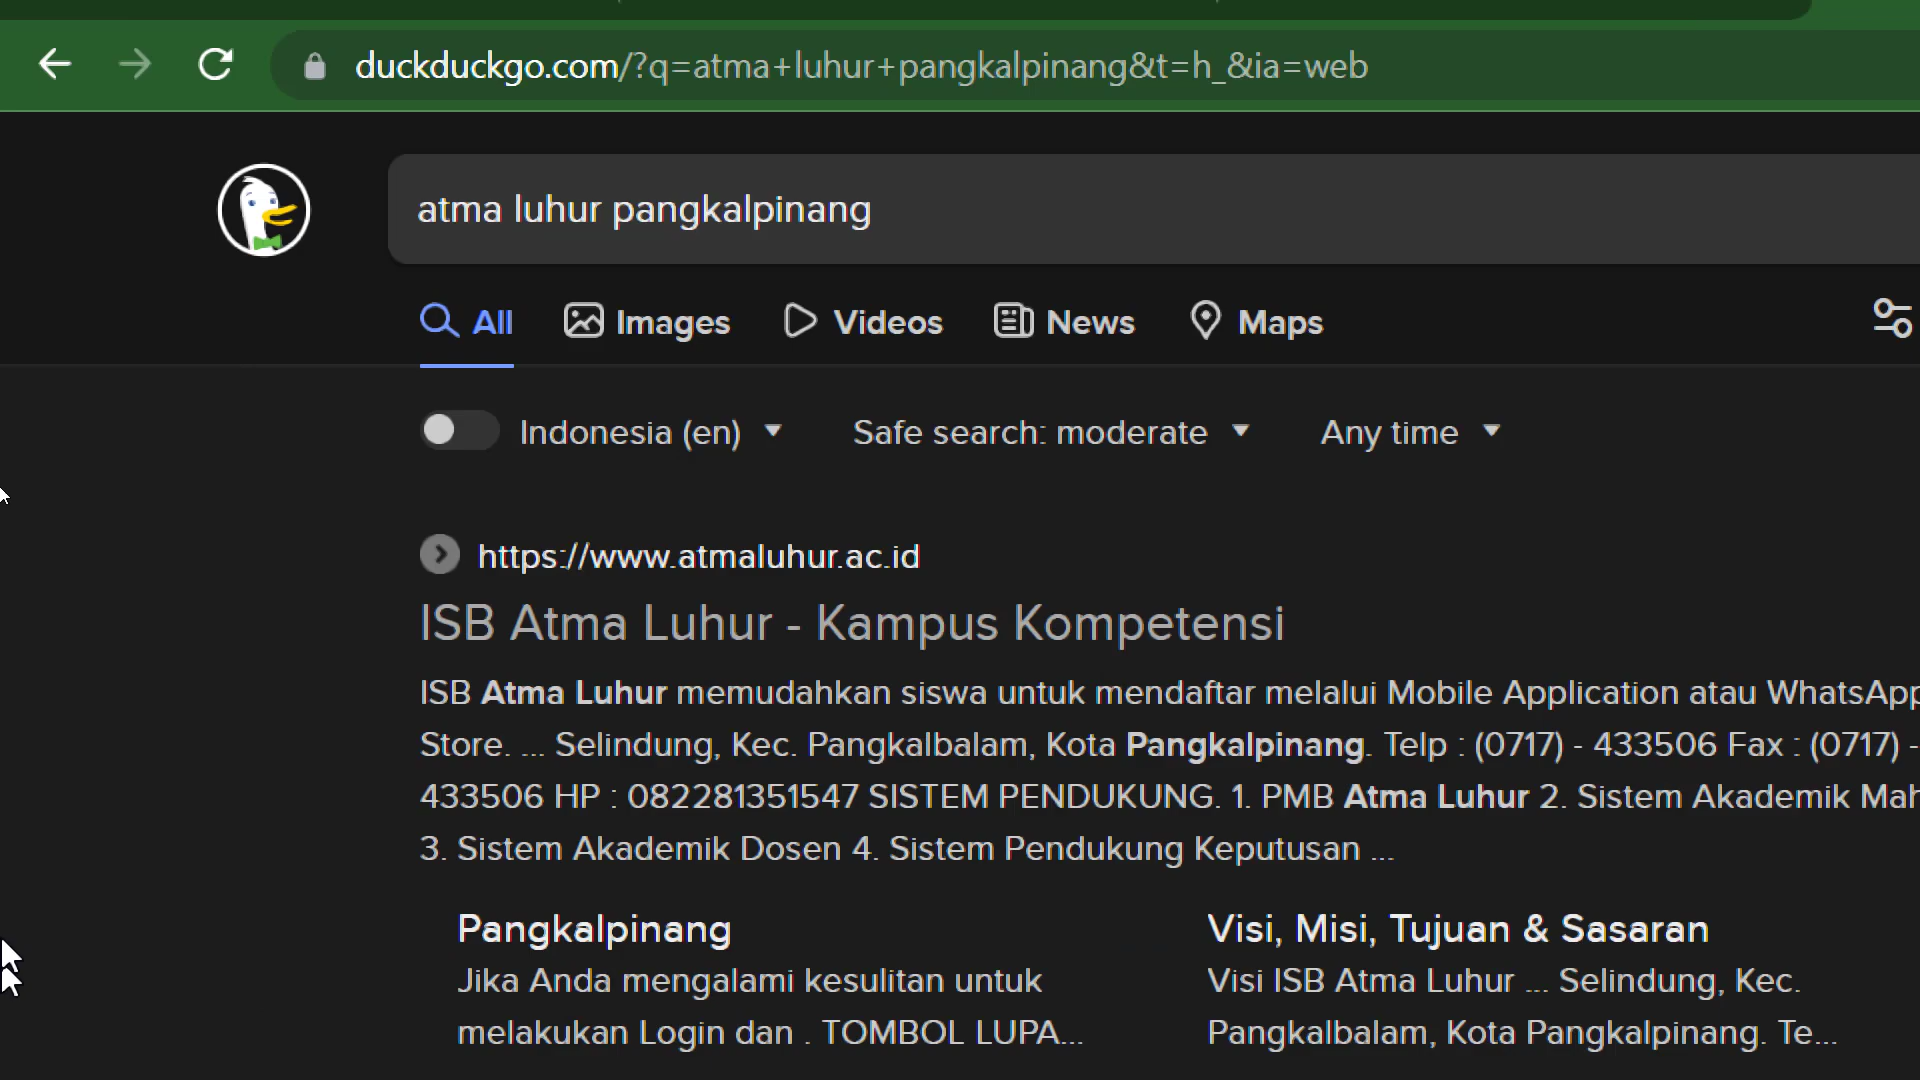 duckduckgo.com/?q=atma+luhur+pangkalpinang&t=h_&ia=web
atma luhur pangkalpinang
All Images Videos News Maps
Indonesia (en) Safe search: moderate Any time
https://www.atmaluhur.ac.id
ISB Atma Luhur - Kampus Kompetensi
ISB Atma Luhur memudahkan siswa untuk mendaftar melalui Mobile Application atau WhatsApp
Store. ... Selindung, Kec. Pangkalbalam, Kota Pangkalpinang. Telp : (0717) - 433506 Fax : (0717) -
433506 HP : 082281351547 SISTEM PENDUKUNG. 1. PMB Atma Luhur 2. Sistem Akademik Mah
3. Sistem Akademik Dosen 4. Sistem Pendukung Keputusan ...
Pangkalpinang
Jika Anda mengalami kesulitan untuk
melakukan Login dan . TOMBOL LUPA...
Visi, Misi, Tujuan & Sasaran
Visi ISB Atma Luhur ... Selindung, Kec.
Pangkalbalam, Kota Pangkalpinang. Te...